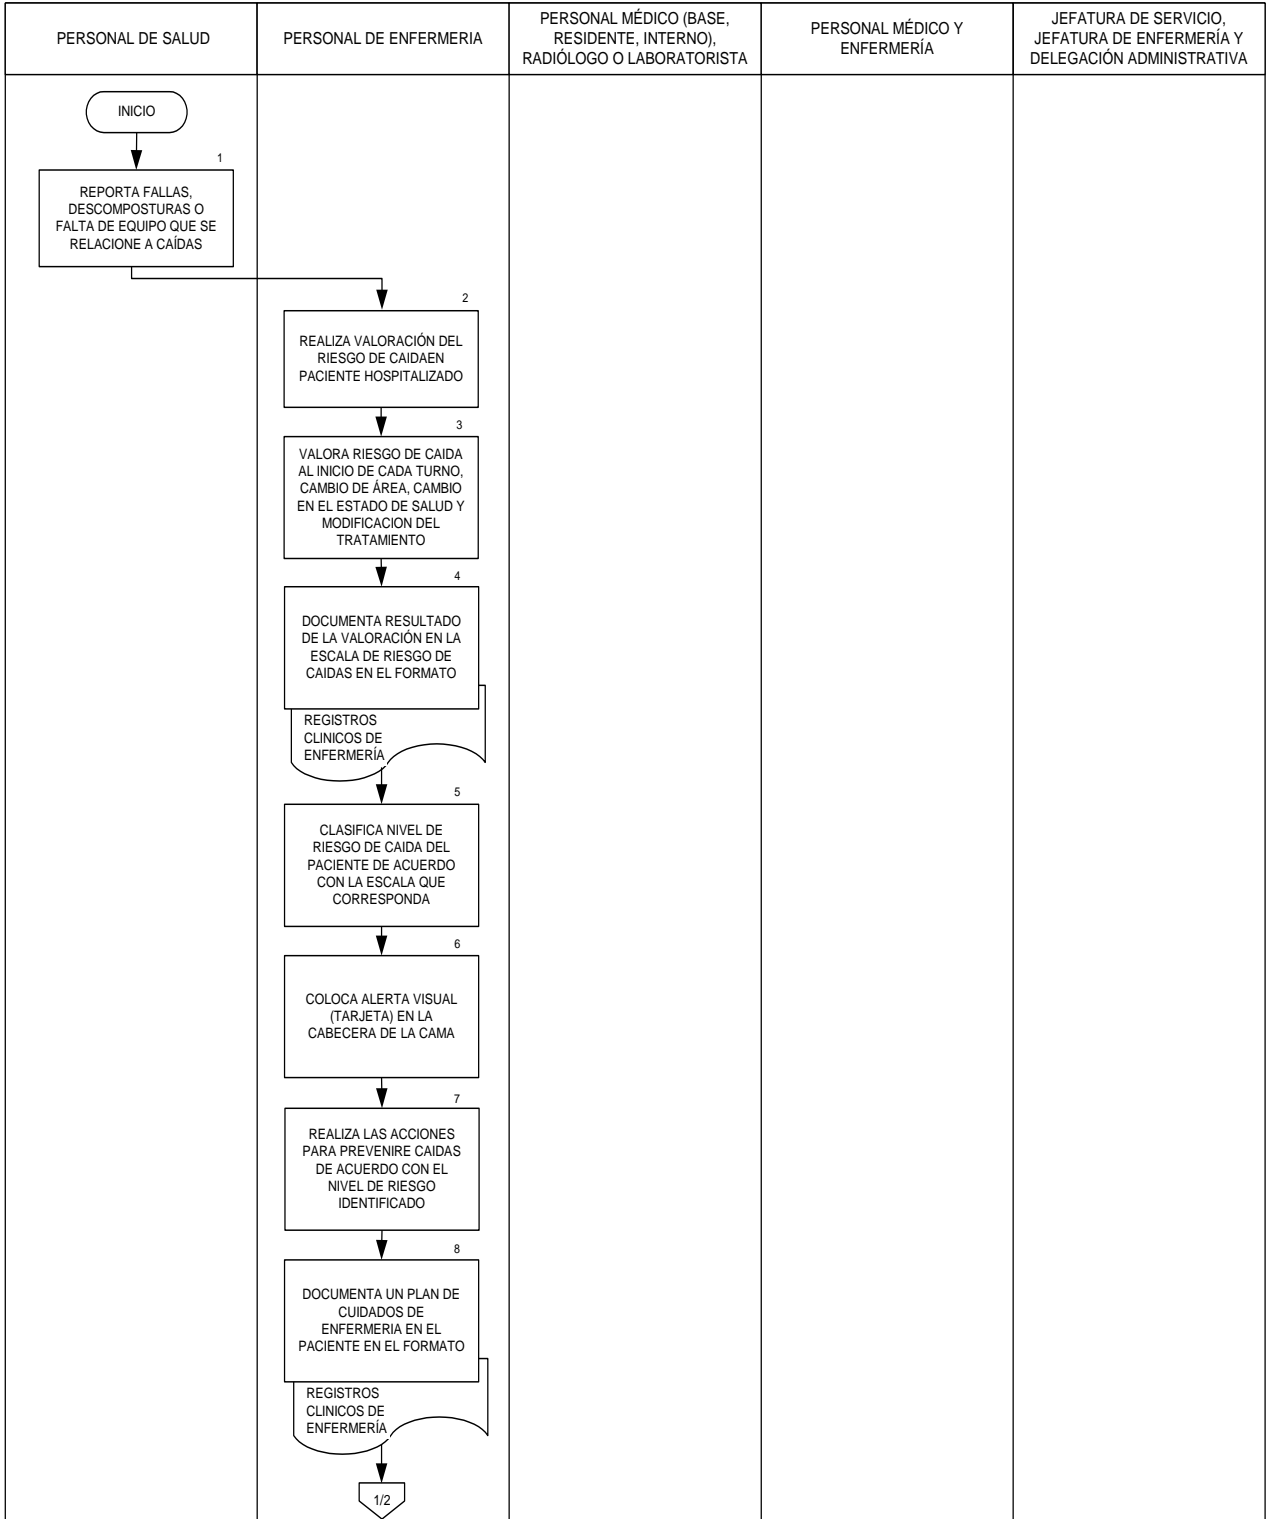 PERSONAL DE SALUD
PERSONAL DE ENFERMERIA
PERSONAL MÉDICO (BASE,
RESIDENTE, INTERNO),
RADIÓLOGO O LABORATORISTA
PERSONAL MÉDICO Y
ENFERMERÍA
JEFATURA DE SERVICIO,
JEFATURA DE ENFERMERÍA Y
DELEGACIÓN ADMINISTRATIVA
INICIO
1
REPORTA FALLAS,
DESCOMPOSTURAS O
FALTA DE EQUIPO QUE SE
RELACIONE A CAÍDAS
2
REALIZA VALORACIÓN DEL
RIESGO DE CAIDAEN
PACIENTE HOSPITALIZADO
3
VALORA RIESGO DE CAIDA
AL INICIO DE CADA TURNO,
CAMBIO DE ÁREA, CAMBIO
EN EL ESTADO DE SALUD Y
MODIFICACION DEL
TRATAMIENTO
4
DOCUMENTA RESULTADO
DE LA VALORACIÓN EN LA
ESCALA DE RIESGO DE
CAIDAS EN EL FORMATO
REGISTROS
CLINICOS DE
ENFERMERÍA
5
CLASIFICA NIVEL DE
RIESGO DE CAIDA DEL
PACIENTE DE ACUERDO
CON LA ESCALA QUE
CORRESPONDA
6
COLOCA ALERTA VISUAL
(TARJETA) EN LA
CABECERA DE LA CAMA
7
REALIZA LAS ACCIONES
PARA PREVENIRE CAIDAS
DE ACUERDO CON EL
NIVEL DE RIESGO
IDENTIFICADO
8
DOCUMENTA UN PLAN DE
CUIDADOS DE
ENFERMERIA EN EL
PACIENTE EN EL FORMATO
REGISTROS
CLINICOS DE
ENFERMERÍA
1/2